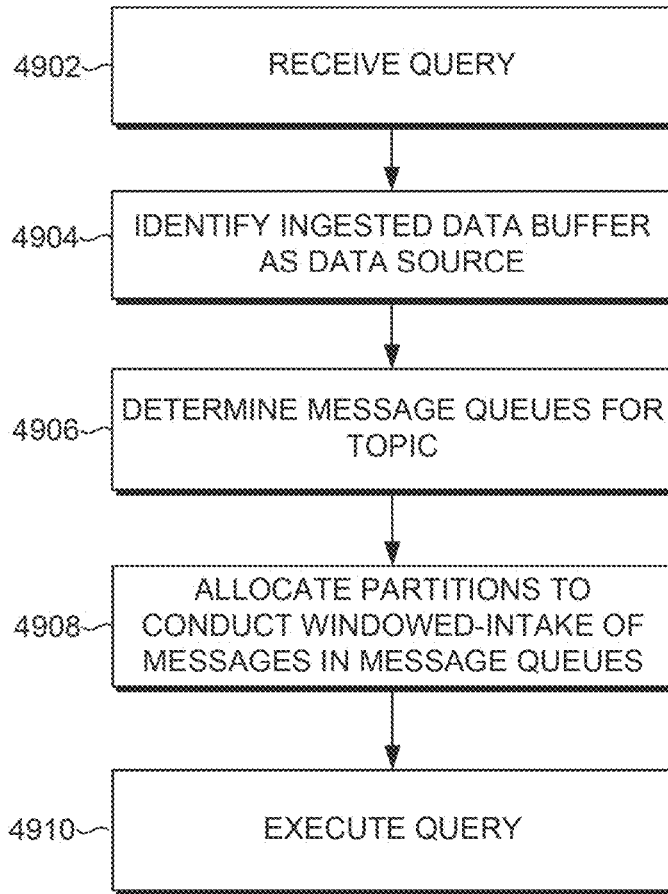 4902
RECEIVE QUERY
4904
IDENTIFY INGESTED DATA BUFFER
AS DATA SOURCE
4906
DETERMINE MESSAGE QUEUES FOR
TOPIC
4908
ALLOCATE PARTITIONS TO
CONDUCT WINDOWED-INTAKE OF
MESSAGES IN MESSAGE QUEUES
4910
EXECUTE QUERY